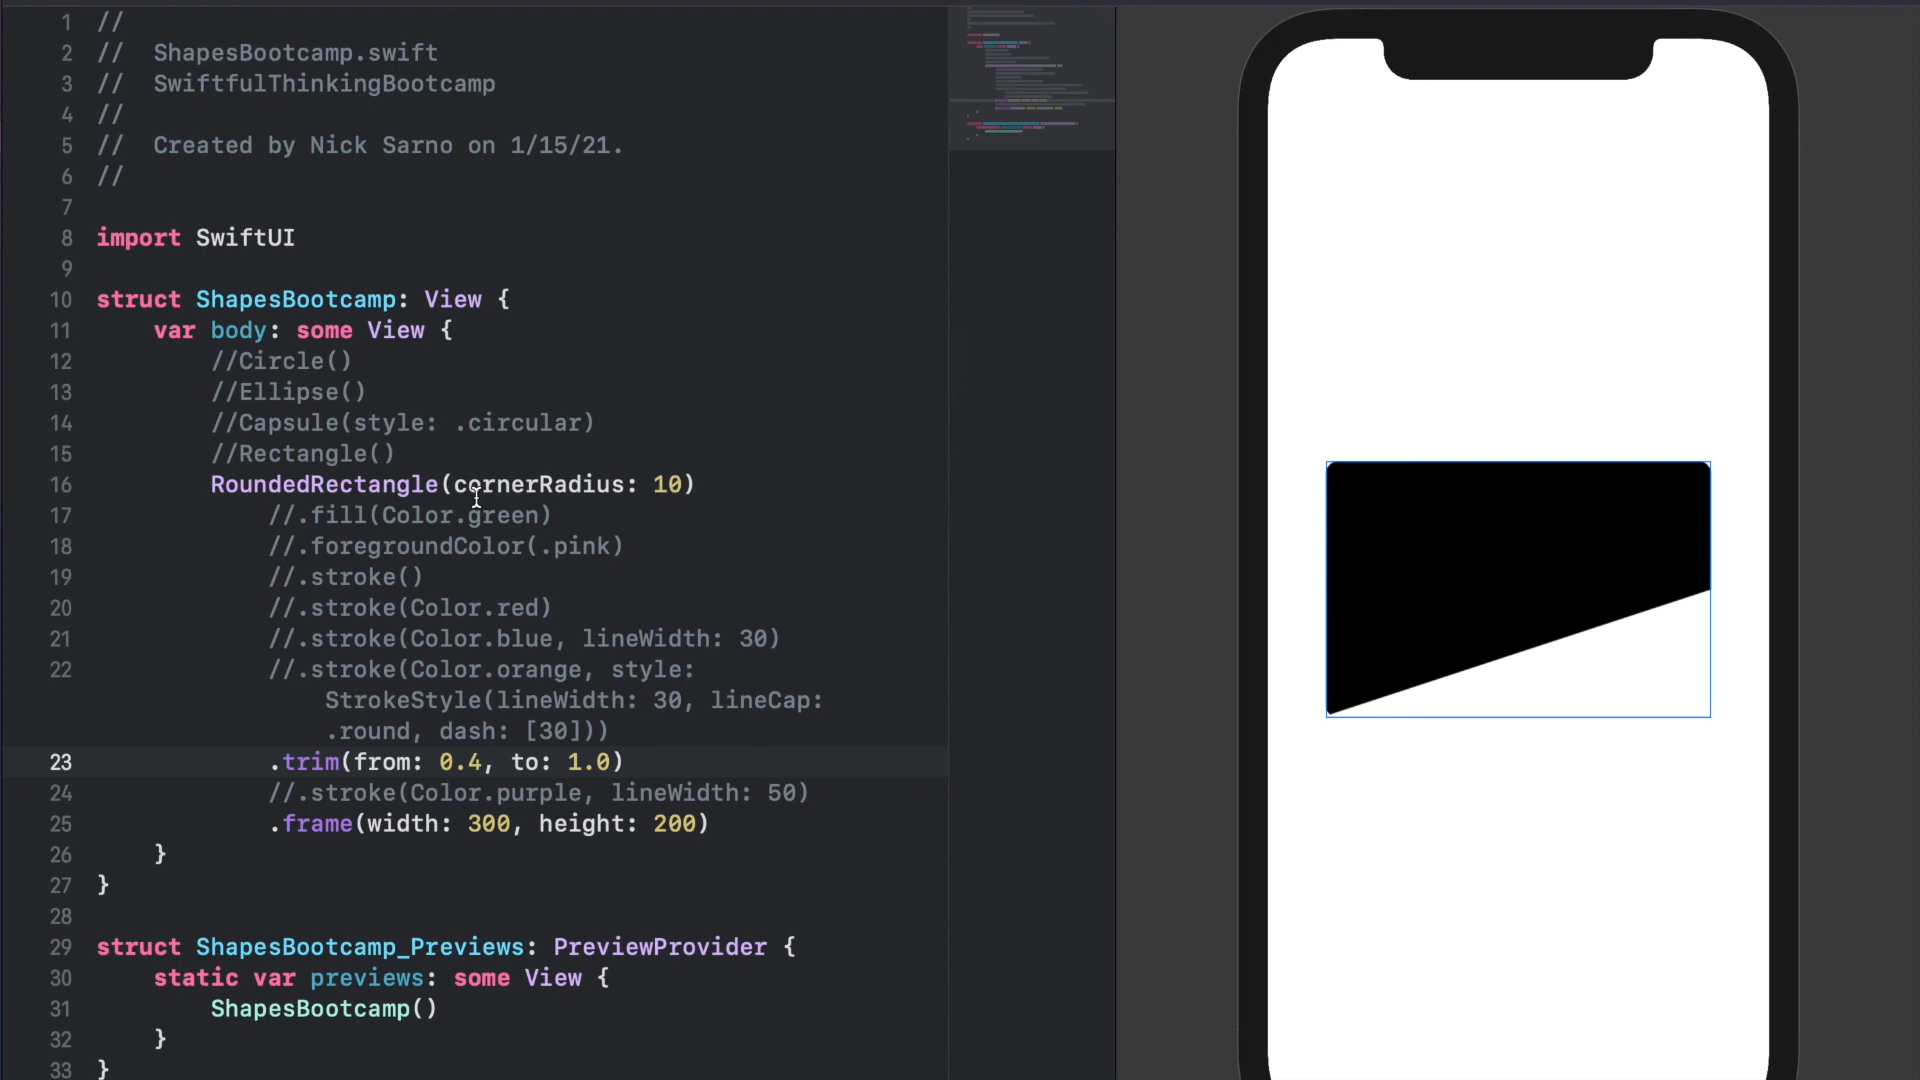 1 //
2 //  ShapesBootcamp.swift
3 //  SwiftfulThinkingBootcamp
4 //
5 //  Created by Nick Sarno on 1/15/21.
6 //
7
8 import SwiftUI
9
10 struct ShapesBootcamp: View {
11     var body: some View {
12         //Circle()
13         //Ellipse()
14         //Capsule(style: .circular)
15         //Rectangle()
16         RoundedRectangle(cornerRadius: 10)
17             //.fill(Color.green)
18             //.foregroundColor(.pink)
19             //.stroke()
20             //.stroke(Color.red)
21             //.stroke(Color.blue, lineWidth: 30)
22             //.stroke(Color.orange, style:
                StrokeStyle(lineWidth: 30, lineCap:
                .round, dash: [30]))
23             .trim(from: 0.4, to: 1.0)
24             //.stroke(Color.purple, lineWidth: 50)
25             .frame(width: 300, height: 200)
26     }
27 }
28
29 struct ShapesBootcamp_Previews: PreviewProvider {
30     static var previews: some View {
31         ShapesBootcamp()
32     }
33 }